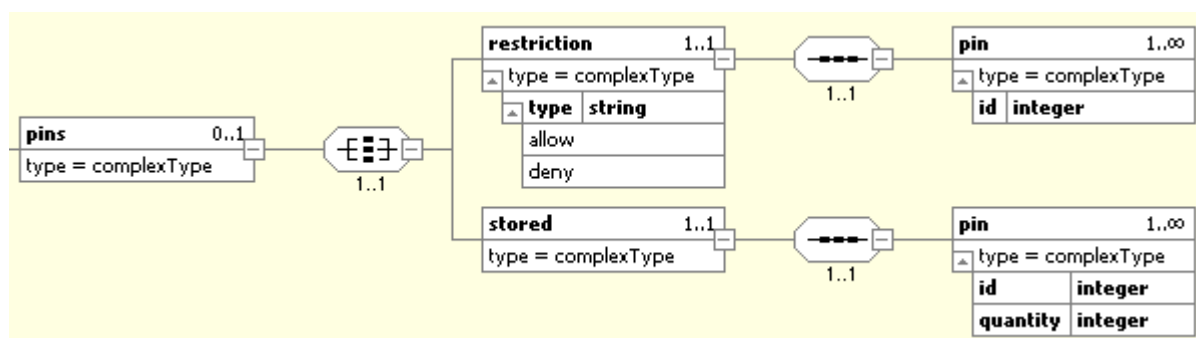 restriction 1..1
type = complexType
type string
allow
deny
1..1
pin 1..∞
type = complexType
id integer
pins 0..1
type = complexType
1..1
stored 1..1
type = complexType
1..1
pin 1..∞
type = complexType
id integer
quantity integer